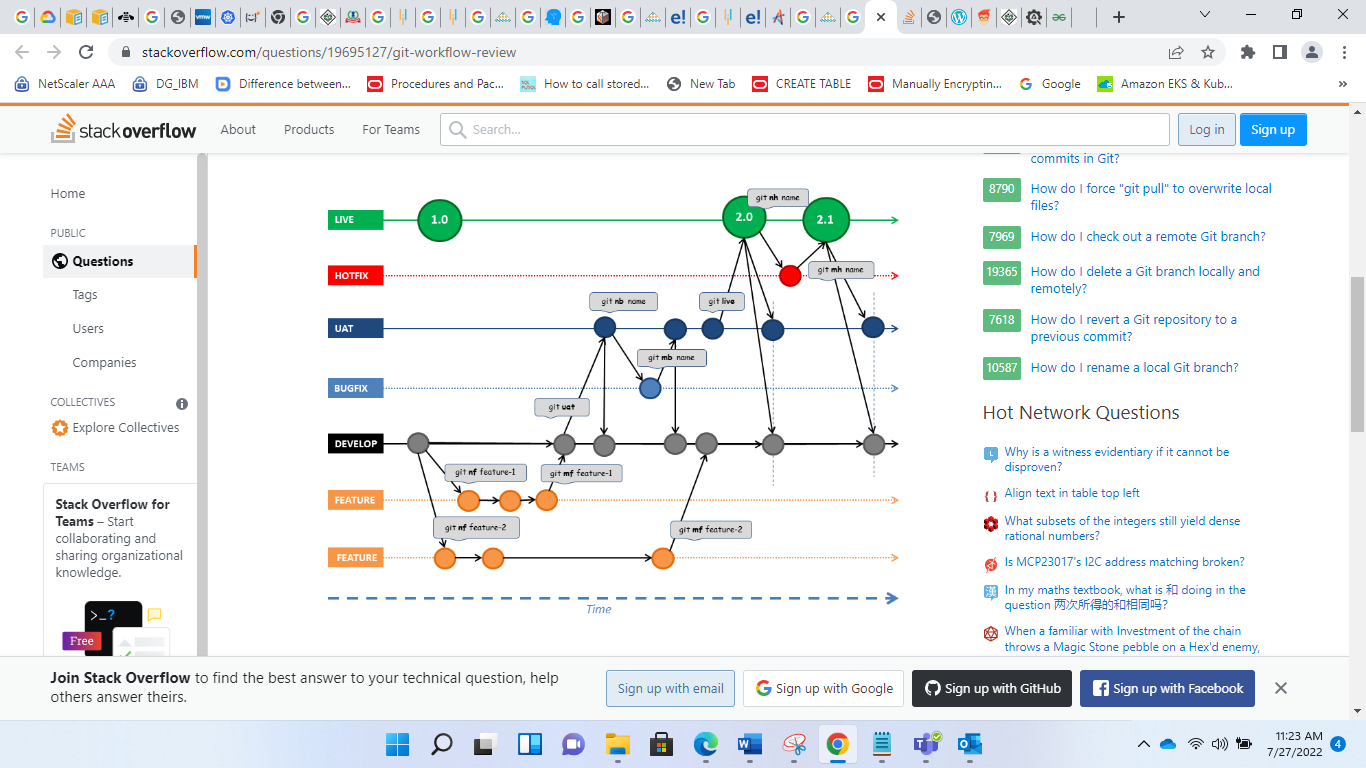 stackoverflow.com/questions/19695127/git-workflow-review
NetScaler AAA
DG_IBM
Difference between...
Procedures and Pac...
How to call stored...
New Tab
CREATE TABLE
Manually Encryptin...
Google
Amazon EKS & Kub...
»
stackoverflow
About
Products
For Teams
Search...
Log in
Sign up
Home
PUBLIC
Questions
Tags
Users
Companies
COLLECTIVES
Explore Collectives
TEAMS
Stack Overflow for
Teams – Start
collaborating and
sharing organizational
knowledge.
>_?
Free
LIVE
1.0
2.0
git nh name
2.1
HOTFIX
git mh name
git nb name
git live
UAT
git mb name
BUGFIX
git uat
DEVELOP
git nf feature-1
git mf feature-1
FEATURE
git nf feature-2
git mf feature-2
FEATURE
Time
commits in Git?
8790
How do I force "git pull" to overwrite local
files?
7969
How do I check out a remote Git branch?
19365
How do I delete a Git branch locally and
remotely?
7618
How do I revert a Git repository to a
previous commit?
10587
How do I rename a local Git branch?
Hot Network Questions
Why is a witness evidentiary if it cannot be
disproven?
Align text in table top left
What subsets of the integers still yield dense
rational numbers?
Is MCP23017's I2C address matching broken?
In my maths textbook, what is 和 doing in the
question 两次所得的和相同吗?
When a familiar with Investment of the chain
throws a Magic Stone pebble on a Hex'd enemy,
Join Stack Overflow to find the best answer to your technical question, help
others answer theirs.
Sign up with email
Sign up with Google
Sign up with GitHub
Sign up with Facebook
11:23 AM
7/27/2022
4